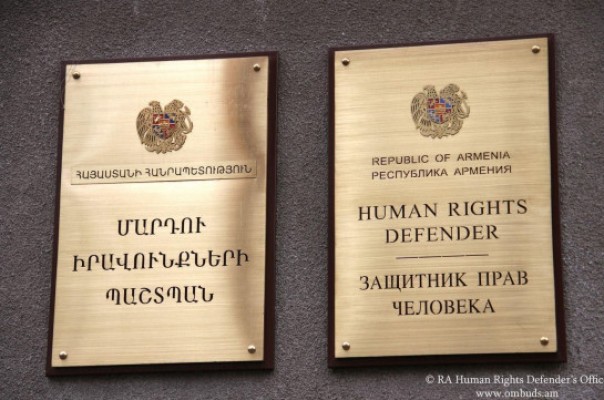 ՀԱՅԱՍՏԱՆԻ ՀԱՆՐԱՊԵՏՈՒԹՅՈՒՆ
ՄԱՐԴՈՒ
ԻՐԱՎՈՒՆՔՆԵՐԻ
ՊԱՇՏՊԱՆ
REPUBLIC OF ARMENIA
РЕСПУБЛИКА АРМЕНИЯ
HUMAN RIGHTS
DEFENDER
ЗАЩИТНИК ПРАВ
ЧЕЛОВЕКА
© RA Human Rights Defender's Offic
www.ombuds.am